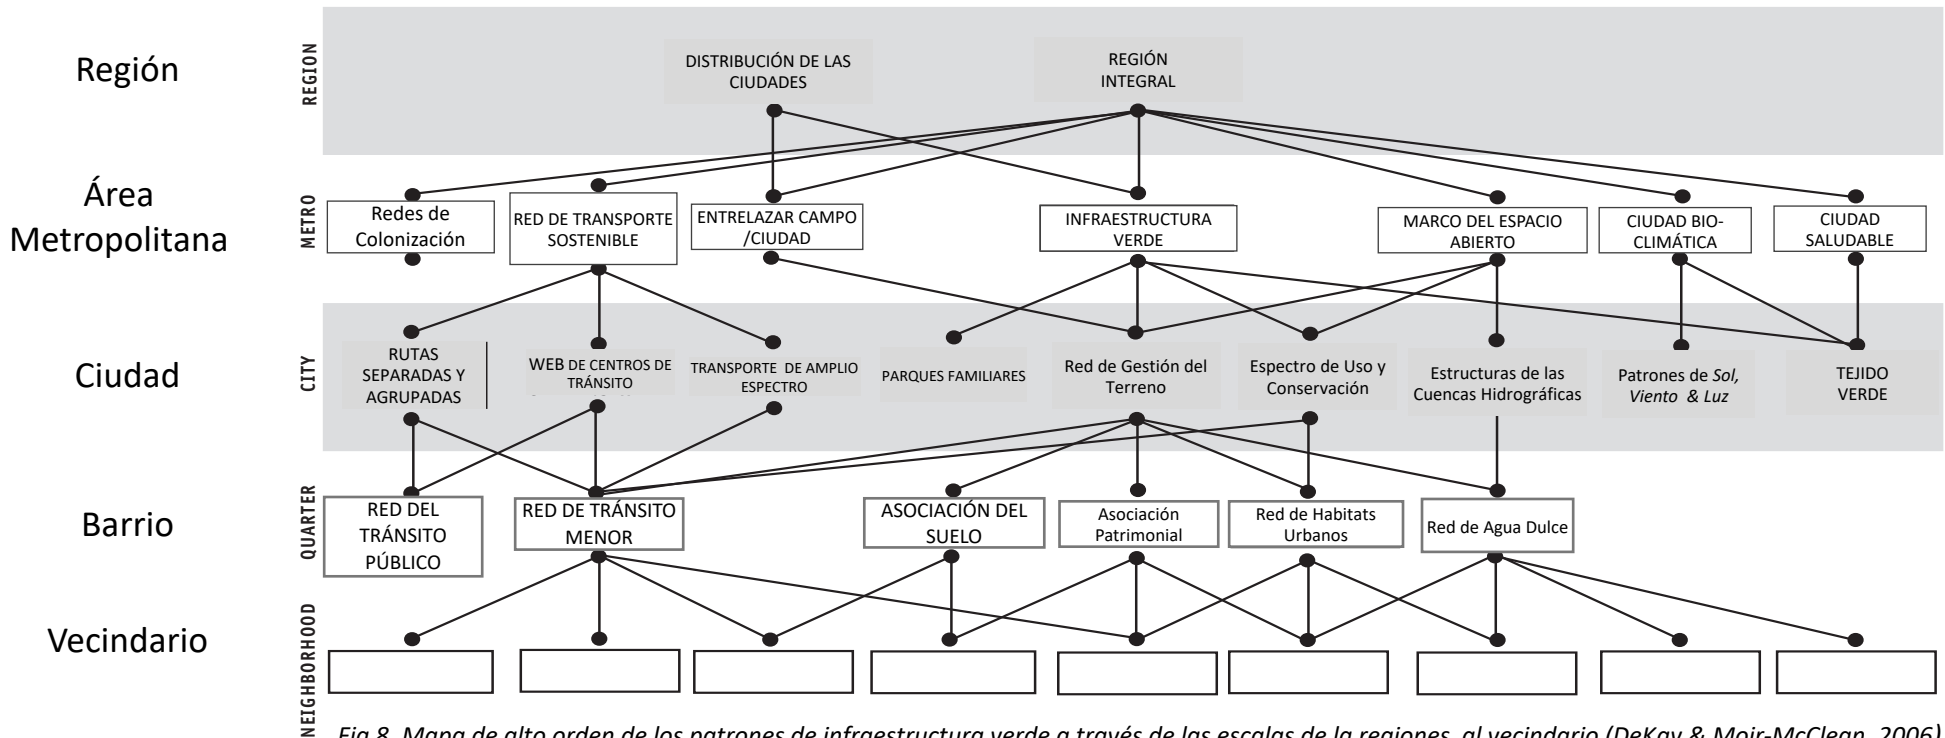 Región
REGION
DISTRIBUCIÓN DE LAS
CIUDADES
REGIÓN
INTEGRAL
Área
Metropolitana
METRO
Redes de
Colonización
RED DE TRANSPORTE
SOSTENIBLE
ENTRELAZAR CAMPO
/CIUDAD
INFRAESTRUCTURA
VERDE
MARCO DEL ESPACIO
ABIERTO
CIUDAD BIO-
CLIMÁTICA
CIUDAD
SALUDABLE
Ciudad
CITY
RUTAS
SEPARADAS Y
AGRUPADAS
WEB DE CENTROS DE
TRÁNSITO
TRANSPORTE DE AMPLIO
ESPECTRO
PARQUES FAMILIARES
Red de Gestión del
Terreno
Espectro de Uso y
Conservación
Estructuras de las
Cuencas Hidrográficas
Patrones de Sol,
Viento & Luz
TEJIDO
VERDE
Barrio
QUARTER
RED DEL
TRÁNSITO
PÚBLICO
RED DE TRÁNSITO
MENOR
ASOCIACIÓN DEL
SUELO
Asociación
Patrimonial
Red de Habitats
Urbanos
Red de Agua Dulce
Vecindario
NEIGHBORHOOD
Fig 8. Mapa de alto orden de los patrones de infraestructura verde a través de las escalas de la regiones al vecindario (DeKay & Moir-McClean, 2006)